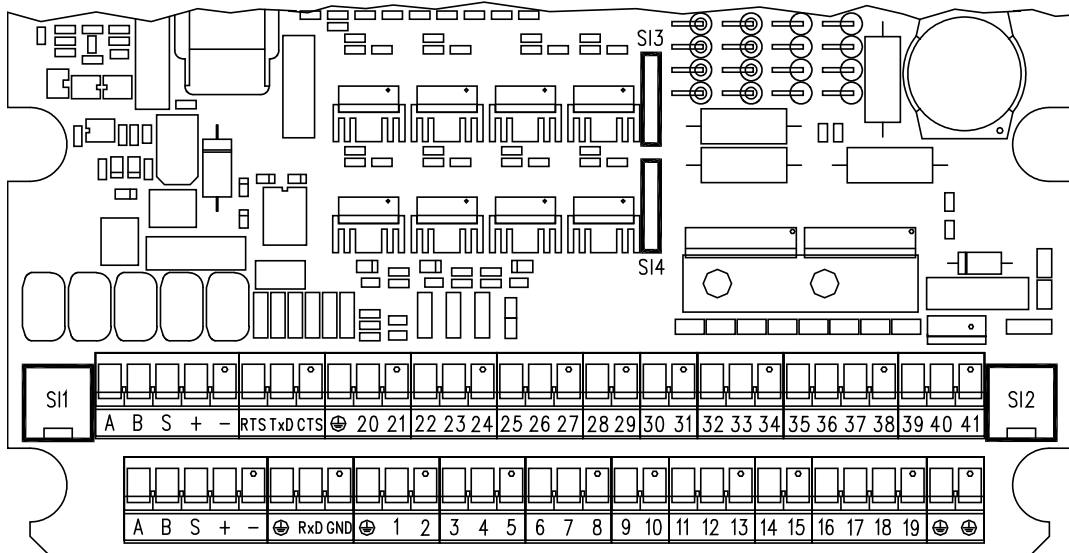 SI3
SI4
SI1
SI2
A B S + − RTS TxD CTS 20 21 22 23 24 25 26 27 28 29 30 31 32 33 34 35 36 37 38 39 40 41
A B S + − RxD GND 1 2 3 4 5 6 7 8 9 10 11 12 13 14 15 16 17 18 19